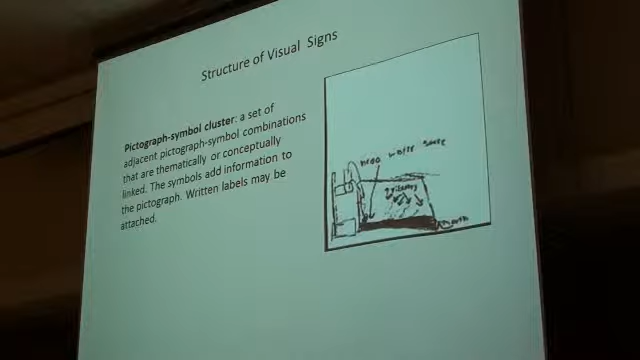 Structure of Visual Signs
Pictograph-symbol cluster: a set of
adjacent pictograph-symbol combinations
that are thematically or conceptually
linked. The symbols add information to
the pictograph. Written labels may be
attached.